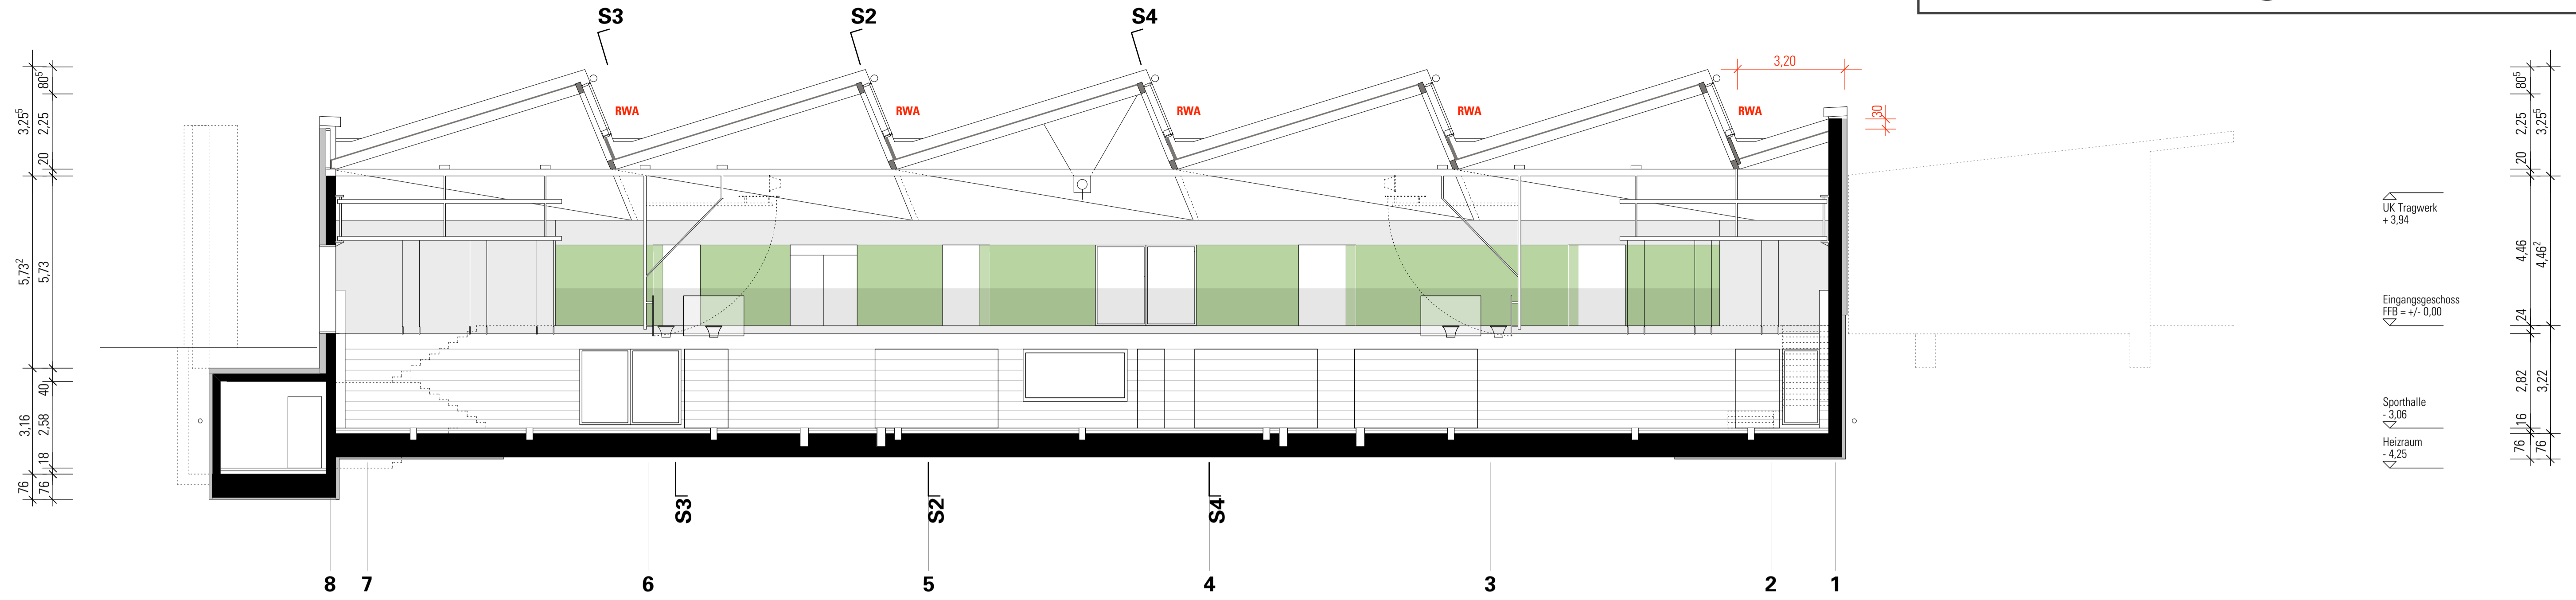 S3
S2
S4
3,20
30
RWA
RWA
RWA
RWA
RWA
3,25⁵
80⁵
2,25
20
5,73²
5,73
3,16
40
2,58
18
76
76
80⁵
2,25
3,25⁵
20
4,46
4,46²
24
2,82
3,22
16
76
76
UK Tragwerk
+ 3,94
Eingangsgeschoss
FFB = +/- 0,00
Sporthalle
- 3,06
Heizraum
- 4,25
S3
S2
S4
8
7
6
5
4
3
2
1